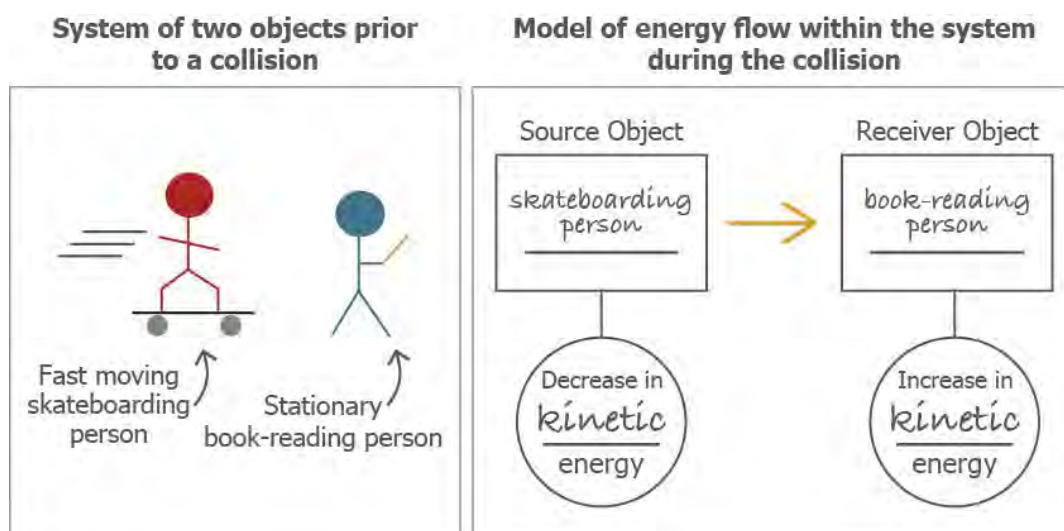 System of two objects prior
to a collision
Fast moving
skateboarding
person
Stationary
book-reading person
Model of energy flow within the system
during the collision
Source Object
skateboarding
person
Decrease in
kinetic
energy
Receiver Object
book-reading
person
Increase in
kinetic
energy